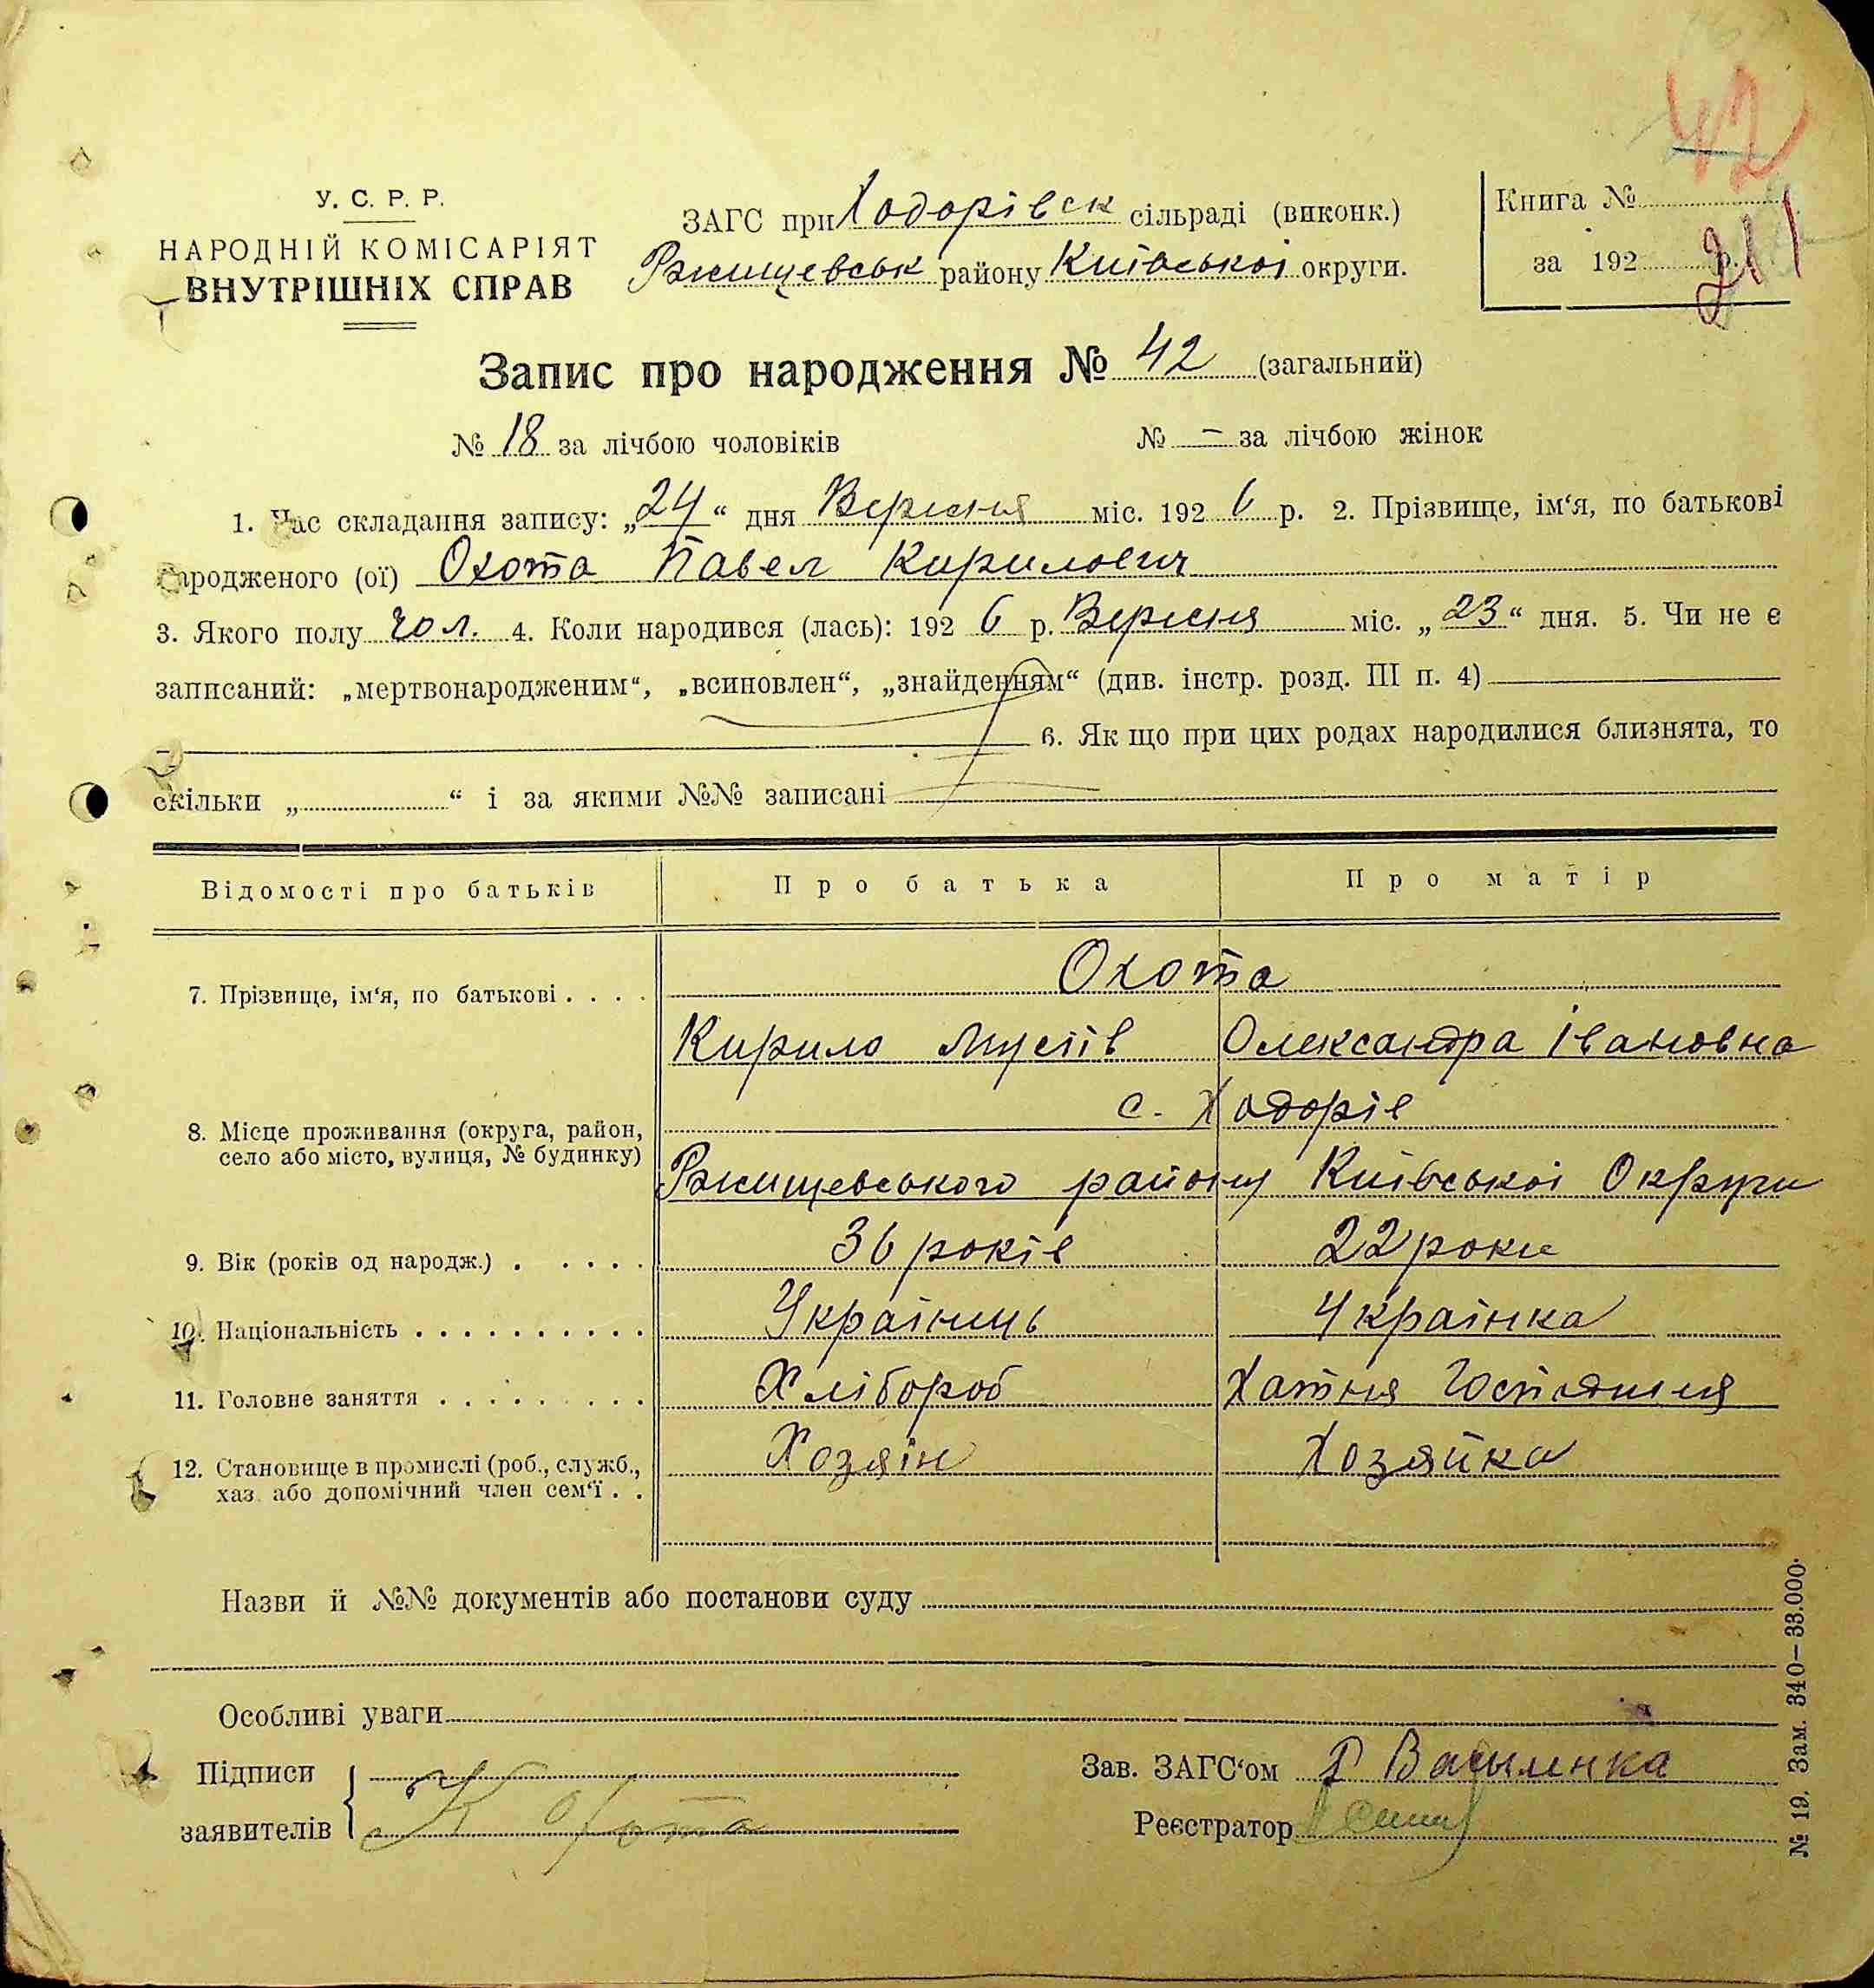 42
У. С. Р. Р.
НАРОДНІЙ КОМІСАРІЯТ
ВНУТРІШНІХ СПРАВ
ЗАГС при Ходорівск сільраді (виконк.)
Ржищевськ району Київської округи.
Книга №
за 192 р.
211
Запис про народження № 42 (загальний)
№ 18 за лічбою чоловіків № – за лічбою жінок
1. Час складання запису: „24“ дня Вересня міс. 192 6 р. 2. Прізвище, ім‘я, по батькові
народженого (ої) Охота Павел Кирилович
3. Якого полу чол. 4. Коли народився (лась): 192 6 р. Вересня міс. „23“ дня. 5. Чи не є
записаний: „мертвонародженим“, „всиновлен“, „знайденням“ (див. інстр. розд. III п. 4)
6. Як що при цих родах народилися близнята, то
скільки „ “ і за якими №№ записані
Відомості про батьків Про батька Про матір
7. Прізвище, ім‘я, по батькові . . . . Охота
Кирило Мусіїв Олександра Івановна
8. Місце проживання (округа, район,
село або місто, вулиця, № будинку)
с. Ходорів
Ржищевського району Київської Округи
9. Вік (років од народж.) . . . . . 36 років 22 роки
10. Національність . . . . . . . . . . Українець Українка
11. Головне заняття . . . . . . . . . Хлібороб Хатня Господиня
12. Становище в промислі (роб., служб.,
хаз. або допомічний член сем‘ї . .
Хозяін Хозяйка
Назви й №№ документів або постанови суду
Особливі уваги
Підписи
заявителів
К Охота
Зав. ЗАГС‘ом Василенка
Реєстратор
№ 19. Зам. 340—33.000.